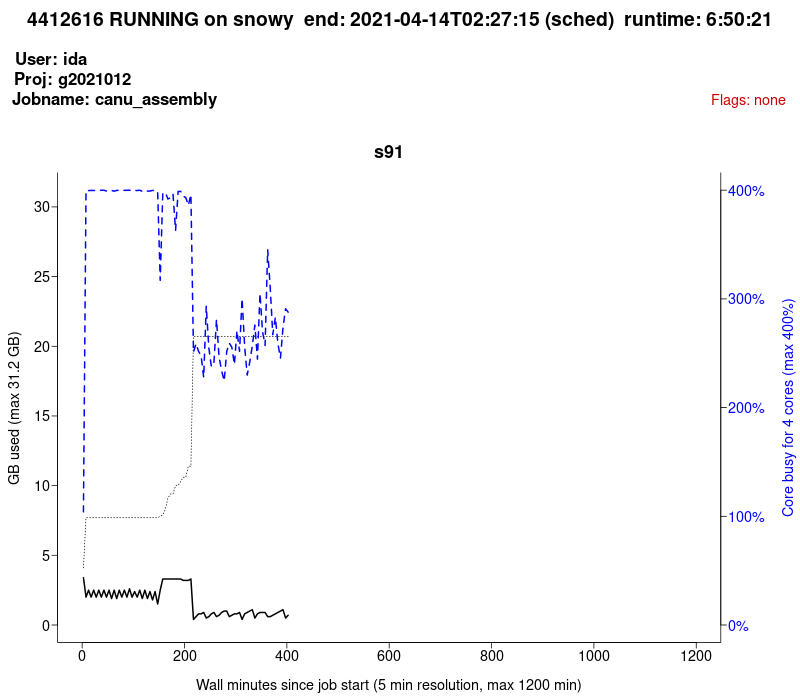 4412616 RUNNING on snowy end: 2021-04-14T02:27:15 (sched) runtime: 6:50:21
User: ida
Proj: g2021012
Jobname: canu_assembly
Flags: none
s91
GB used (max 31.2 GB)
30
25
20
15
10
5
0
400%
300%
200%
100%
0%
Core busy for 4 cores (max 400%)
0 200 400 600 800 1000 1200
Wall minutes since job start (5 min resolution, max 1200 min)